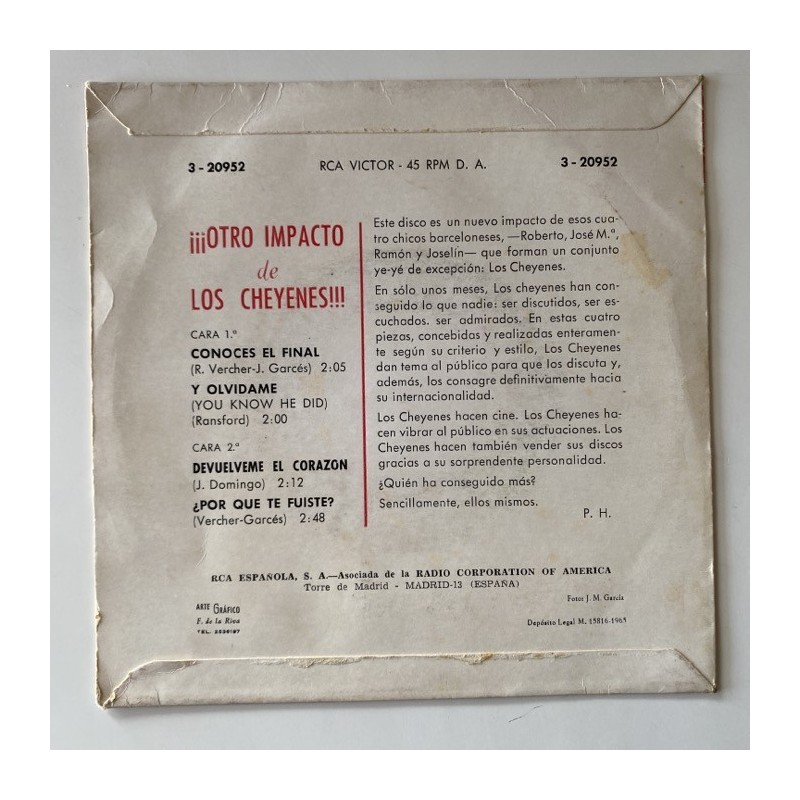 3 - 20952
RCA VICTOR - 45 RPM D. A.
3 - 20952
¡¡¡OTRO IMPACTO
de
LOS CHEYENES!!!
CARA 1.ª
CONOCES EL FINAL
(R. Vercher-J. Garcés) 2:05
Y OLVIDAME
(YOU KNOW HE DID)
(Ransford) 2:00
CARA 2.ª
DEVUELVEME EL CORAZON
(J. Domingo) 2:12
¿POR QUE TE FUISTE?
(Vercher-Garcés) 2:48
Este disco es un nuevo impacto de esos cua-
tro chicos barceloneses, —Roberto, José M.ª,
Ramón y Joselín— que forman un conjunto
ye-yé de excepción: Los Cheyenes.
En sólo unos meses, Los Cheyenes han con-
seguido lo que nadie: ser discutidos, ser es-
cuchados. ser admirados. En estas cuatro
piezas, concebidas y realizadas enteramen-
te según su criterio y estilo, Los Cheyenes
dan tema al público para que los discuta y,
además, los consagre definitivamente hacia
su internacionalidad.
Los Cheyenes hacen cine. Los Cheyenes ha-
cen vibrar al público en sus actuaciones. Los
Cheyenes hacen también vender sus discos
gracias a su sorprendente personalidad.
¿Quién ha conseguido más?
Sencillamente, ellos mismos.
P. H.
RCA ESPAÑOLA, S. A.—Asociada de la RADIO CORPORATION OF AMERICA
Torre de Madrid - MADRID-13 (ESPAÑA)
ARTE GRÁFICO
F. de la Riva
TEL. 2236187
Foto: J. M. García
Depósito Legal M. 15816-1965